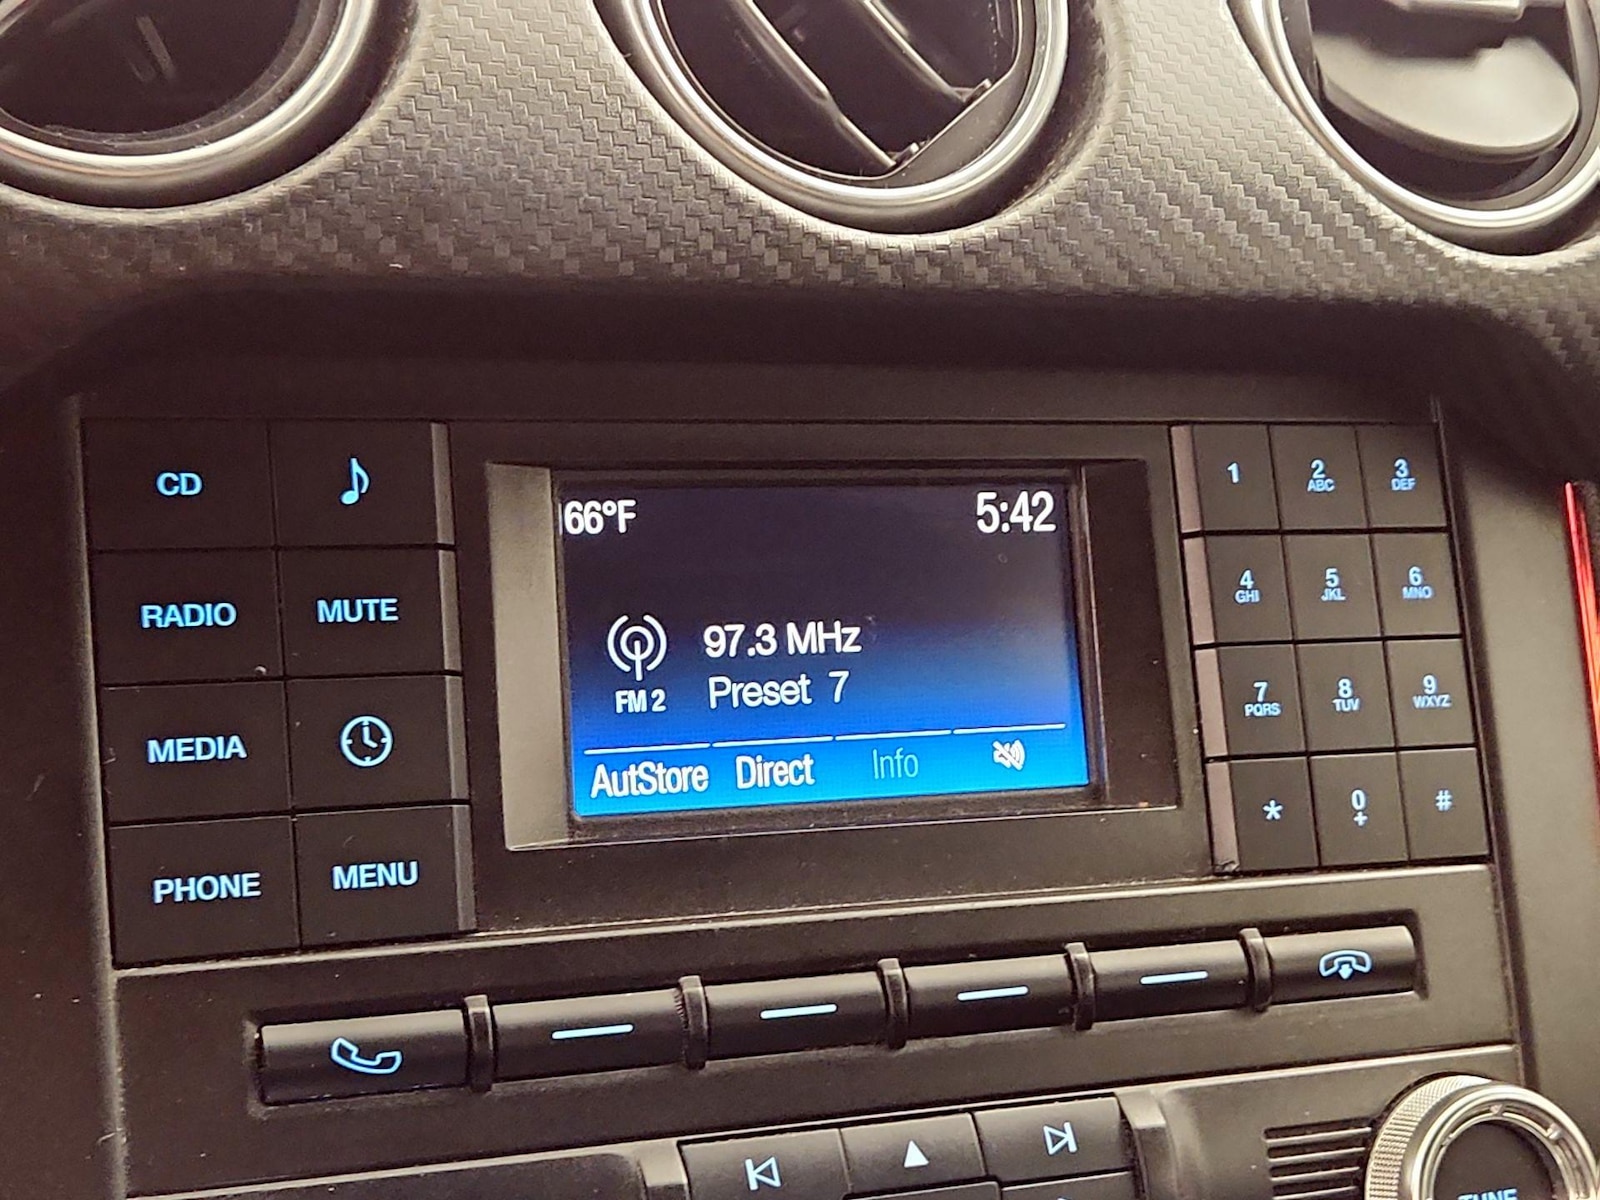 CD
RADIO
MUTE
MEDIA
PHONE
MENU
66°F
5:42
97.3 MHz
FM 2
Preset 7
AutStore
Direct
Info
1
2
ABC
3
DEF
4
GHI
5
JKL
6
MNO
7
PQRS
8
TUV
9
WXYZ
*
0
+
#
TUNE